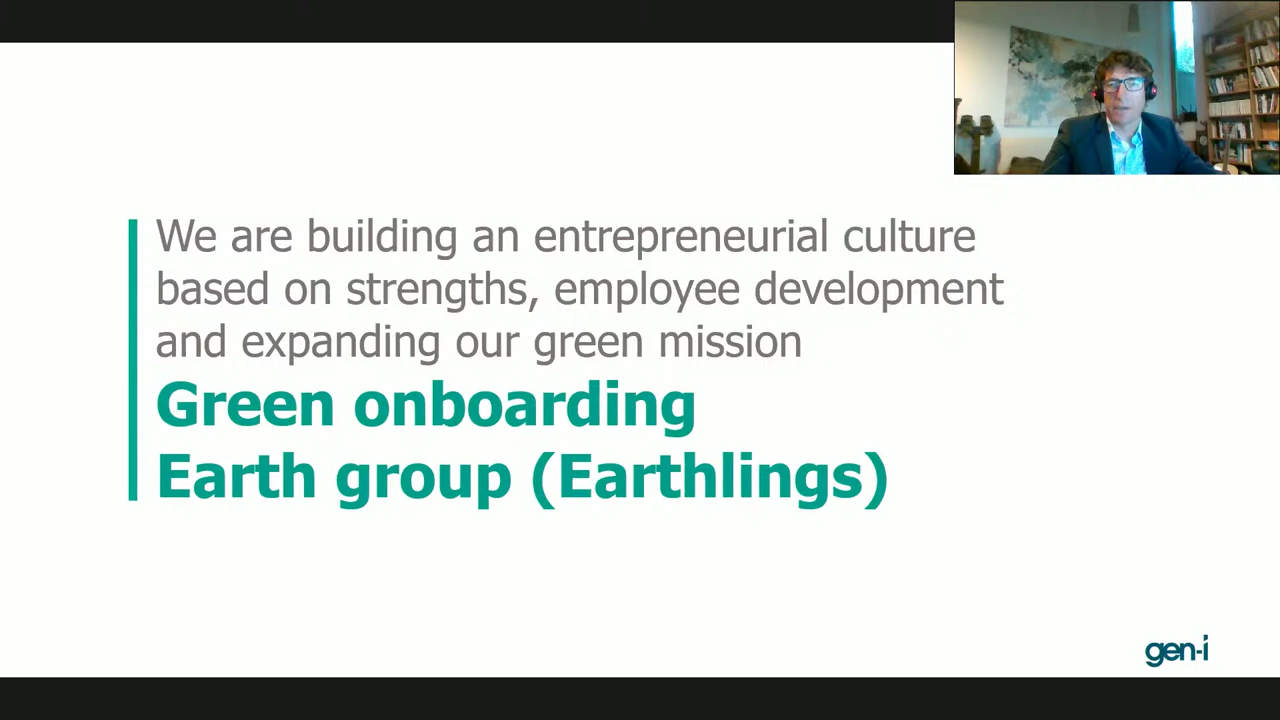 We are building an entrepreneurial culture
based on strengths, employee development
and expanding our green mission
Green onboarding
Earth group (Earthlings)
gen-i